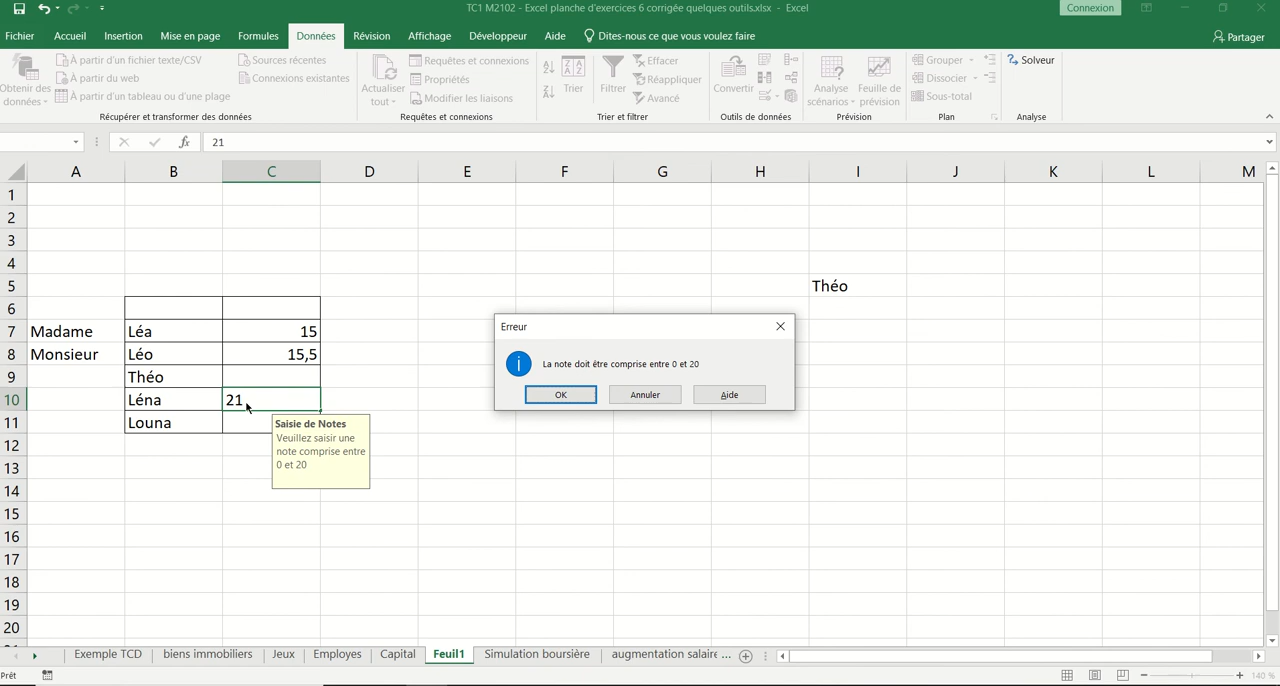 TC1 M2102 - Excel planche d'exercices 6 corrigée quelques outils.xlsx - Excel
Connexion
Fichier Accueil Insertion Mise en page Formules Données Révision Affichage Développeur Aide Dites-nous ce que vous voulez faire Partager
Obtenir des données
À partir d'un fichier texte/CSV
À partir du web
À partir d'un tableau ou d'une plage
Sources récentes
Connexions existantes
Récupérer et transformer des données
Actualiser tout
Requêtes et connexions
Propriétés
Modifier les liaisons
Requêtes et connexions
Trier
Filtrer
Effacer
Réappliquer
Avancé
Trier et filtrer
Convertir
Outils de données
Analyse scénarios
Feuille de prévision
Prévision
Grouper
Dissocier
Sous-total
Plan
Solveur
Analyse
fx 21
A B C D E F G H I J K L M
1
2
3
4
5 Théo
6
7 Madame Léa 15
8 Monsieur Léo 15,5
9 Théo
10 Léna 21
11 Louna
12
13
14
15
16
17
18
19
20
Saisie de Notes
Veuillez saisir une
note comprise entre
0 et 20
Erreur
La note doit être comprise entre 0 et 20
OK Annuler Aide
Exemple TCD biens immobiliers Jeux Employes Capital Feuil1 Simulation boursière augmentation salaire ...
Prêt 140 %